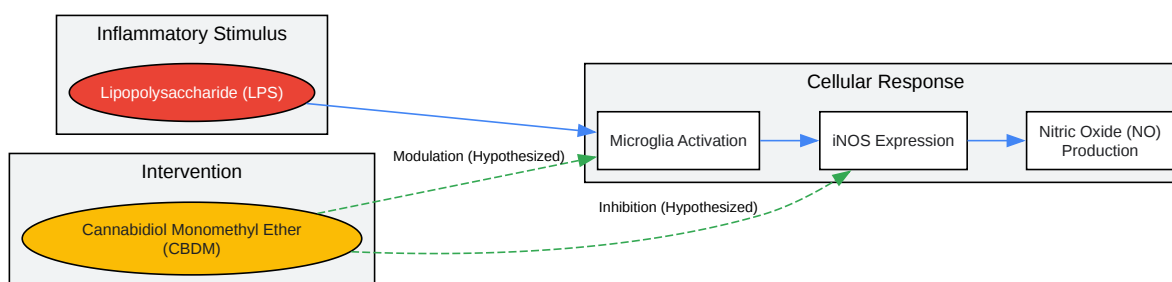 Inflammatory Stimulus
Lipopolysaccharide (LPS)
Intervention
Cannabidiol Monomethyl Ether
(CBDM)
Modulation (Hypothesized)
Inhibition (Hypothesized)
Cellular Response
Microglia Activation
iNOS Expression
Nitric Oxide (NO)
Production